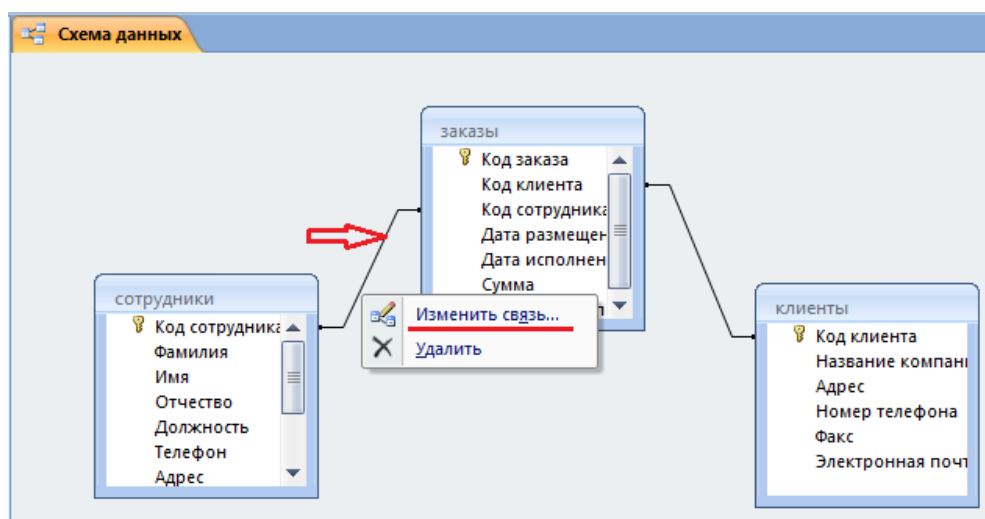 Схема данных
заказы
Код заказа
Код клиента
Код сотрудника
Дата размещен
Дата исполнен
Сумма
сотрудники
Код сотрудника
Фамилия
Имя
Отчество
Должность
Телефон
Адрес
Изменить связь...
Удалить
клиенты
Код клиента
Название компани
Адрес
Номер телефона
Факс
Электронная почт